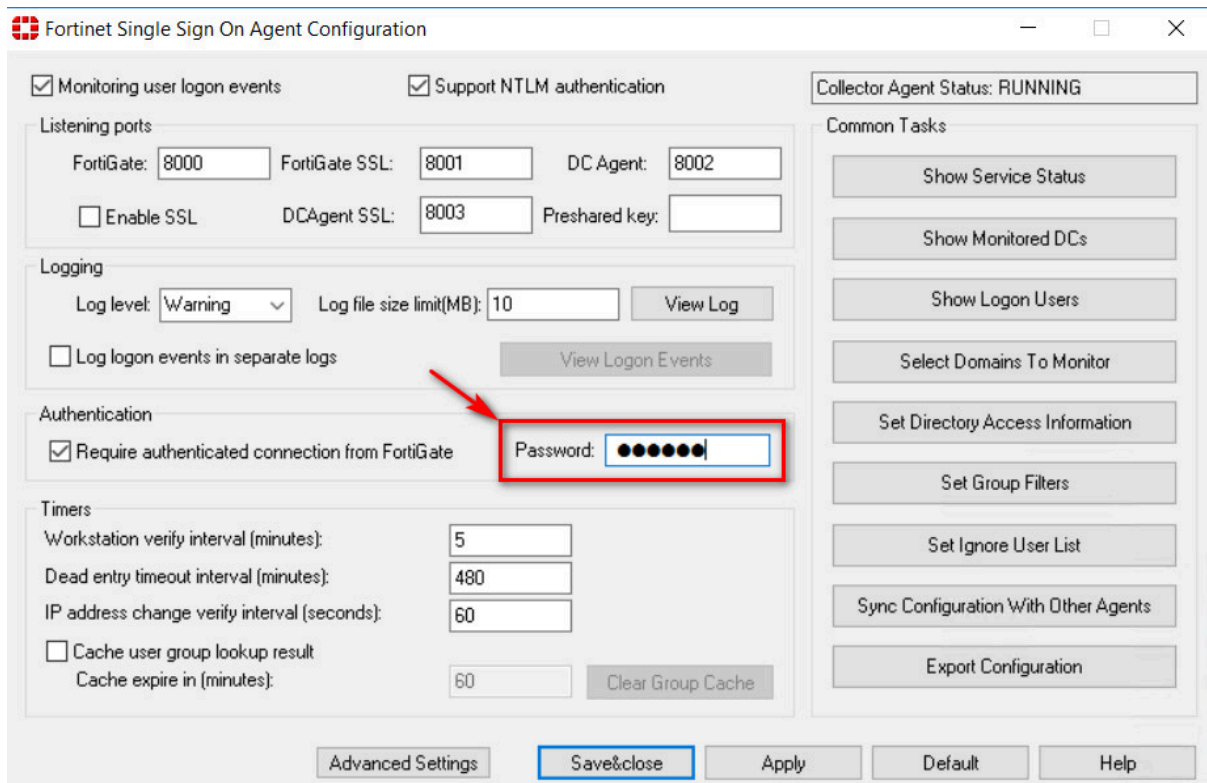 Fortinet Single Sign On Agent Configuration
Monitoring user logon events
Support NTLM authentication
Collector Agent Status: RUNNING
Listening ports
FortiGate: 8000 FortiGate SSL: 8001 DC Agent: 8002
Enable SSL DCAgent SSL: 8003 Preshared key:
Logging
Log level: Warning Log file size limit(MB): 10 View Log
Log logon events in separate logs View Logon Events
Authentication
Require authenticated connection from FortiGate Password: ●●●●●●
Timers
Workstation verify interval (minutes): 5
Dead entry timeout interval (minutes): 480
IP address change verify interval (seconds): 60
Cache user group lookup result
Cache expire in (minutes): 60 Clear Group Cache
Common Tasks
Show Service Status
Show Monitored DCs
Show Logon Users
Select Domains To Monitor
Set Directory Access Information
Set Group Filters
Set Ignore User List
Sync Configuration With Other Agents
Export Configuration
Advanced Settings Save&close Apply Default Help